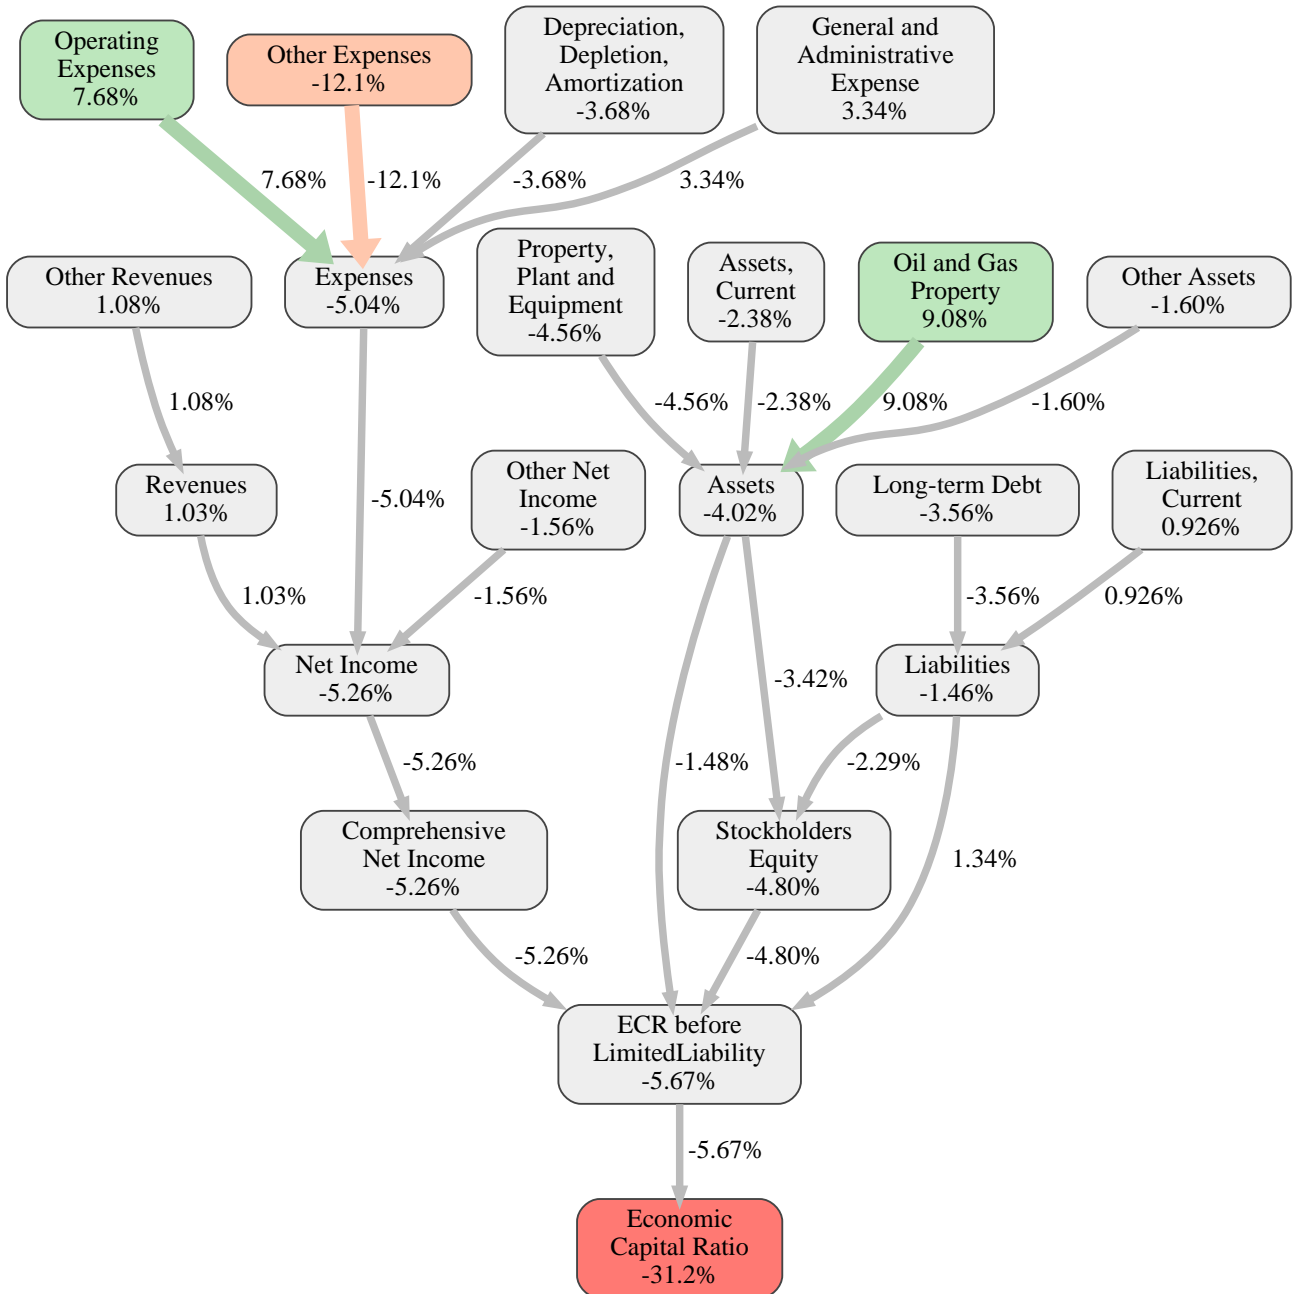 Operating
Expenses
7.68%
Other Expenses
-12.1%
Depreciation,
Depletion,
Amortization
-3.68%
General and
Administrative
Expense
3.34%
7.68%
-12.1%
-3.68%
3.34%
Other Revenues
1.08%
Expenses
-5.04%
Property,
Plant and
Equipment
-4.56%
Assets,
Current
-2.38%
Oil and Gas
Property
9.08%
Other Assets
-1.60%
1.08%
-5.04%
-4.56%
-2.38%
9.08%
-1.60%
Revenues
1.03%
Other Net
Income
-1.56%
Assets
-4.02%
Long-term Debt
-3.56%
Liabilities,
Current
0.926%
1.03%
-1.56%
-3.56%
0.926%
Net Income
-5.26%
-3.42%
Liabilities
-1.46%
-5.26%
-1.48%
-2.29%
1.34%
Comprehensive
Net Income
-5.26%
Stockholders
Equity
-4.80%
-5.26%
-4.80%
ECR before
LimitedLiability
-5.67%
-5.67%
Economic
Capital Ratio
-31.2%